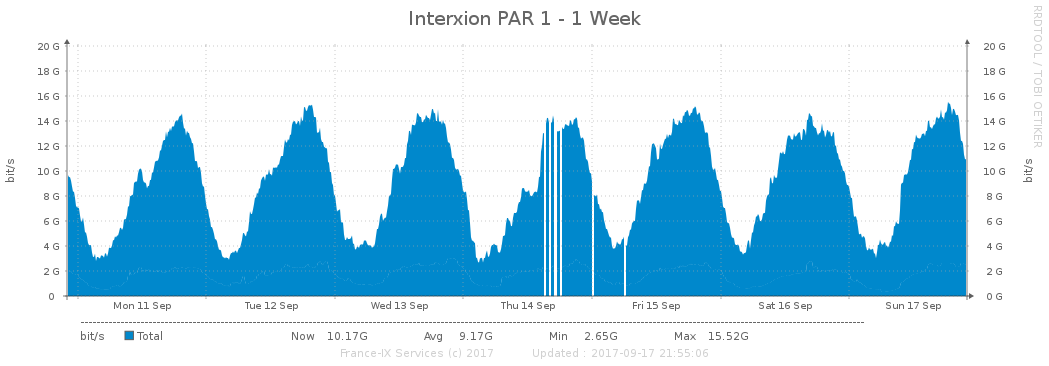 Interxion PAR 1 - 1 Week
RRDTOOL / TOBI OETIKER
20 G 20 G
18 G 18 G
16 G 16 G
14 G 14 G
12 G 12 G
10 G 10 G
8 G 8 G
6 G 6 G
4 G 4 G
2 G 2 G
0 0 G
bit/s
bit/s
Mon 11 Sep Tue 12 Sep Wed 13 Sep Thu 14 Sep Fri 15 Sep Sat 16 Sep Sun 17 Sep
bit/s Total Now 10.17G Avg 9.17G Min 2.65G Max 15.52G
France-IX Services (c) 2017 Updated : 2017-09-17 21:55:06